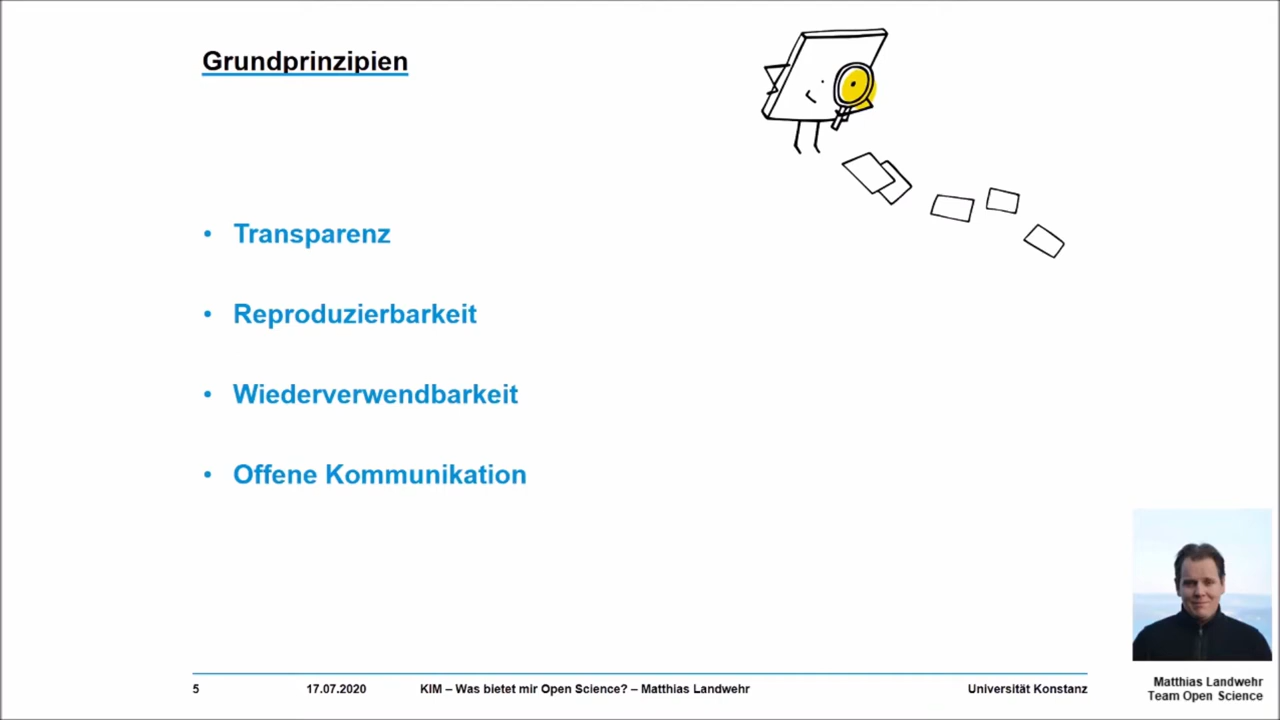 Grundprinzipien
• Transparenz
• Reproduzierbarkeit
• Wiederverwendbarkeit
• Offene Kommunikation
5 17.07.2020 KIM – Was bietet mir Open Science? – Matthias Landwehr Universität Konstanz
Matthias Landwehr
Team Open Science